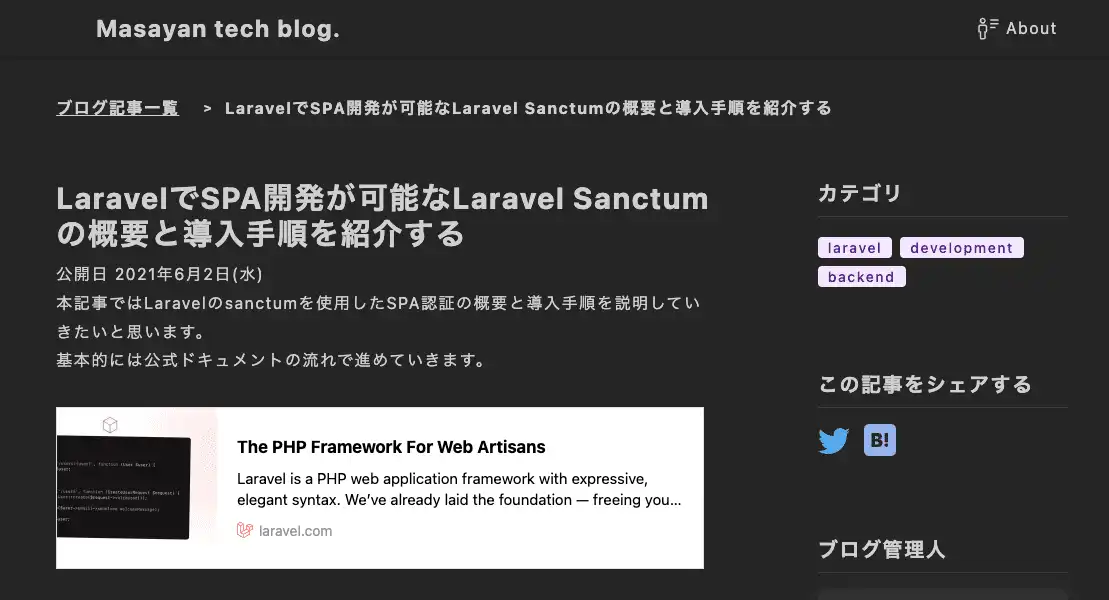 Masayan tech blog.
About
ブログ記事一覧 > LaravelでSPA開発が可能なLaravel Sanctumの概要と導入手順を紹介する
LaravelでSPA開発が可能なLaravel Sanctum
の概要と導入手順を紹介する
公開日 2021年6月2日(水)
本記事ではLaravelのsanctumを使用したSPA認証の概要と導入手順を説明してい
きたいと思います。
基本的には公式ドキュメントの流れで進めていきます。
The PHP Framework For Web Artisans
Laravel is a PHP web application framework with expressive,
elegant syntax. We’ve already laid the foundation — freeing you...
laravel.com
カテゴリ
laravel development
backend
この記事をシェアする
B!
ブログ管理人